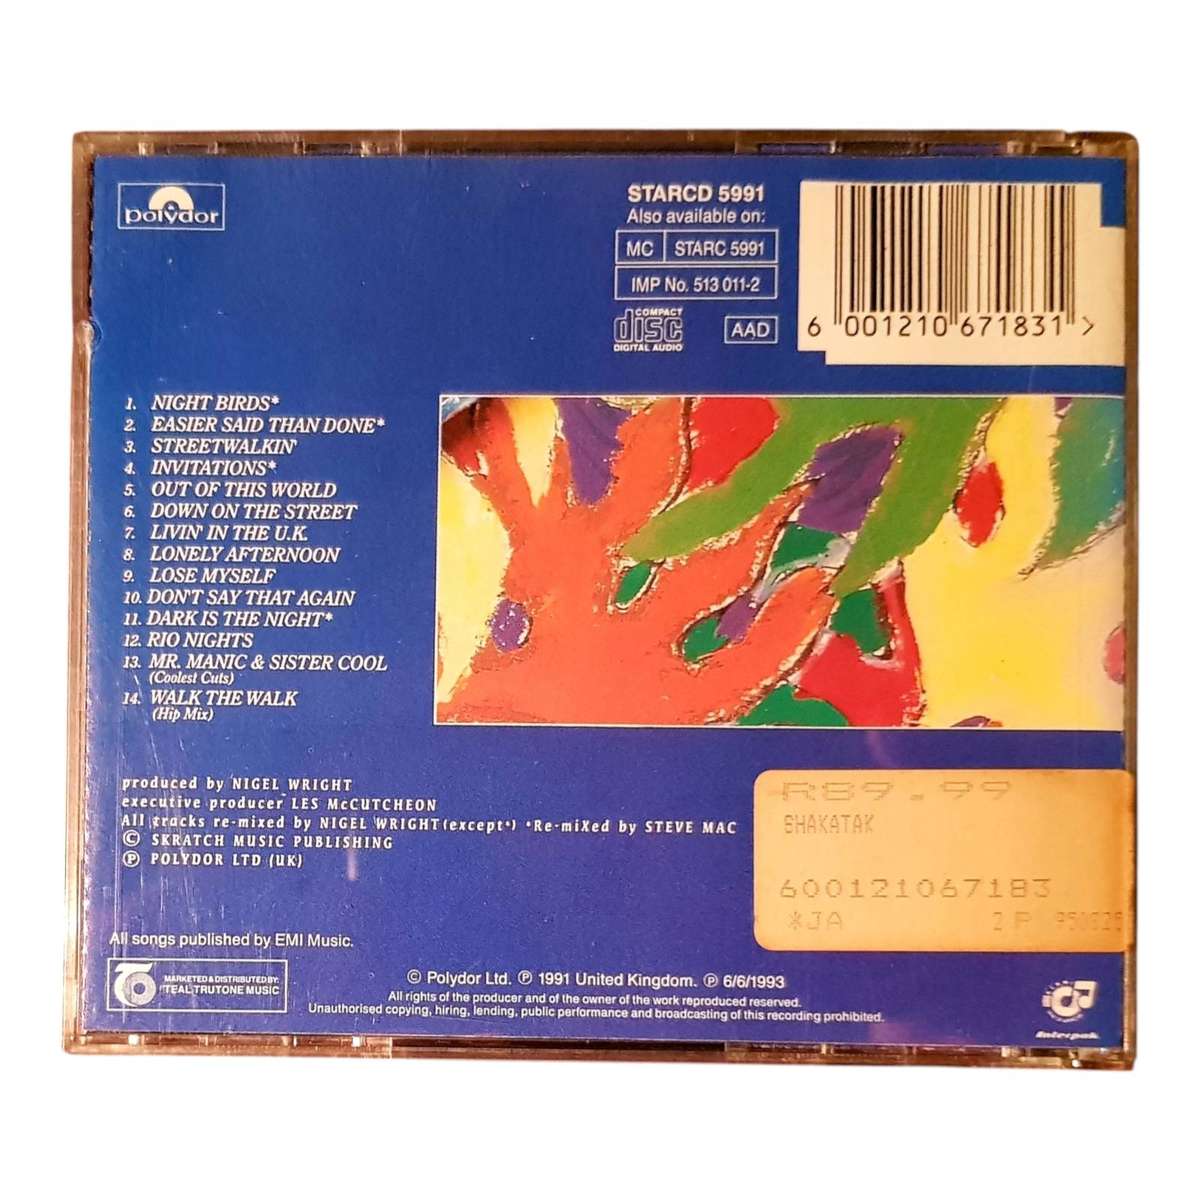 polydor
STARCD 5991
Also available on:
MC STARC 5991
IMP No. 513 011-2
COMPACT
disc
DIGITAL AUDIO
AAD
6 001210 671831 >
1. NIGHT BIRDS*
2. EASIER SAID THAN DONE*
3. STREETWALKIN'
4. INVITATIONS*
5. OUT OF THIS WORLD
6. DOWN ON THE STREET
7. LIVIN' IN THE U.K.
8. LONELY AFTERNOON
9. LOSE MYSELF
10. DON'T SAY THAT AGAIN
11. DARK IS THE NIGHT*
12. RIO NIGHTS
13. MR. MANIC & SISTER COOL
(Coolest Cuts)
14. WALK THE WALK
(Hip Mix)
produced by NIGEL WRIGHT
executive producer LES McCUTCHEON
All tracks re-mixed by NIGEL WRIGHT (except*) *Re-miXed by STEVE MAC
© SKRATCH MUSIC PUBLISHING
℗ POLYDOR LTD (UK)
R89.99
SHAKATAK
600121067183
*JA 2P
All songs published by EMI Music.
MARKETED & DISTRIBUTED BY:
TEAL TRUTONE MUSIC
© Polydor Ltd. ℗ 1991 United Kingdom. ℗ 6/6/1993
All rights of the producer and of the owner of the work reproduced reserved.
Unauthorised copying, hiring, lending, public performance and broadcasting of this recording prohibited.
Interpak